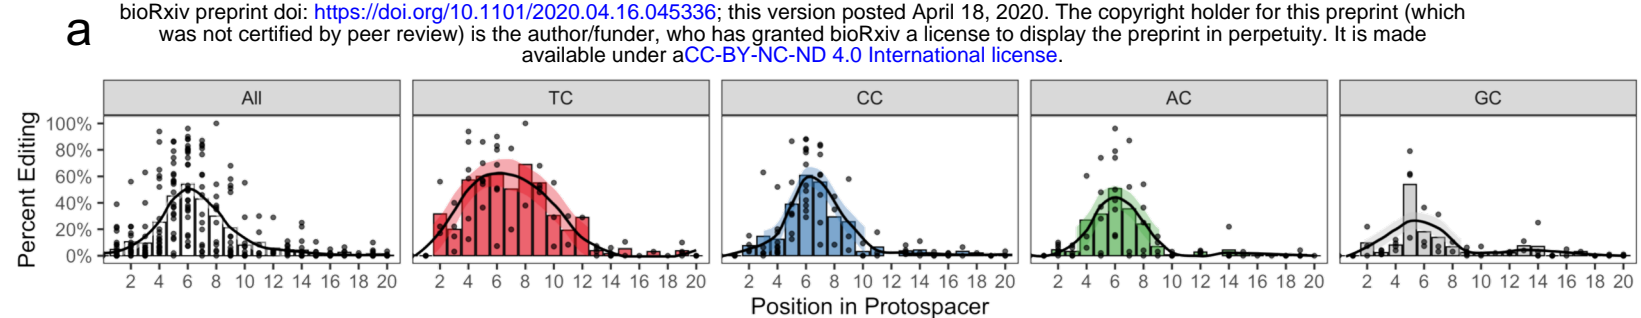 bioRxiv preprint doi: https://doi.org/10.1101/2020.04.16.045336; this version posted April 18, 2020. The copyright holder for this preprint (which
was not certified by peer review) is the author/funder, who has granted bioRxiv a license to display the preprint in perpetuity. It is made
available under aCC-BY-NC-ND 4.0 International license.
a
All TC CC AC GC
Percent Editing
100%
80%
60%
40%
20%
0%
2 4 6 8 10 12 14 16 18 20 2 4 6 8 10 12 14 16 18 20 2 4 6 8 10 12 14 16 18 20 2 4 6 8 10 12 14 16 18 20 2 4 6 8 10 12 14 16 18 20
Position in Protospacer